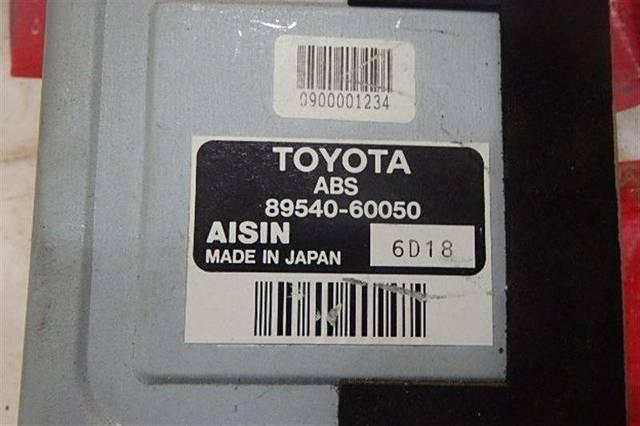 0900001234
TOYOTA
ABS
89540-60050
AISIN
6D18
MADE IN JAPAN